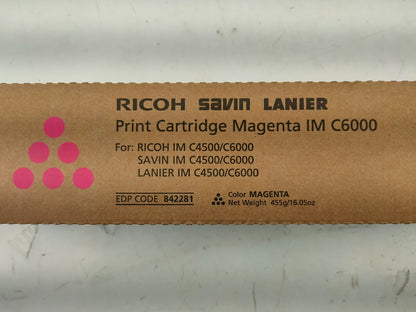 RICOH Savin LANIER
Print Cartridge Magenta IM C6000
For: RICOH IM C4500/C6000
SAVIN IM C4500/C6000
LANIER IM C4500/C6000
EDP CODE 842281
Color MAGENTA
Net Weight 455g/16.05oz